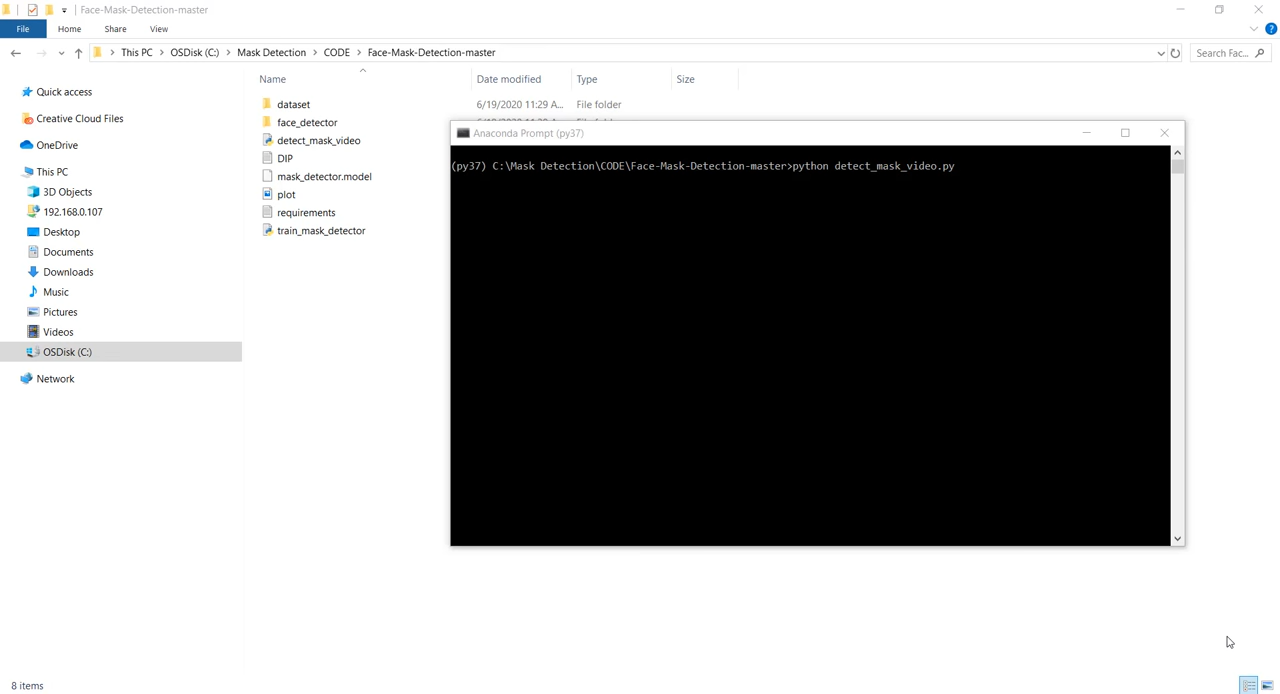 Face-Mask-Detection-master
File Home Share View
This PC > OSDisk (C:) > Mask Detection > CODE > Face-Mask-Detection-master
Search Fac...
Quick access
Creative Cloud Files
OneDrive
This PC
3D Objects
192.168.0.107
Desktop
Documents
Downloads
Music
Pictures
Videos
OSDisk (C:)
Network
Name Date modified Type Size
dataset 6/19/2020 11:29 A... File folder
face_detector
detect_mask_video
DIP
mask_detector.model
plot
requirements
train_mask_detector
Anaconda Prompt (py37)
(py37) C:\Mask Detection\CODE\Face-Mask-Detection-master>python detect_mask_video.py
8 items